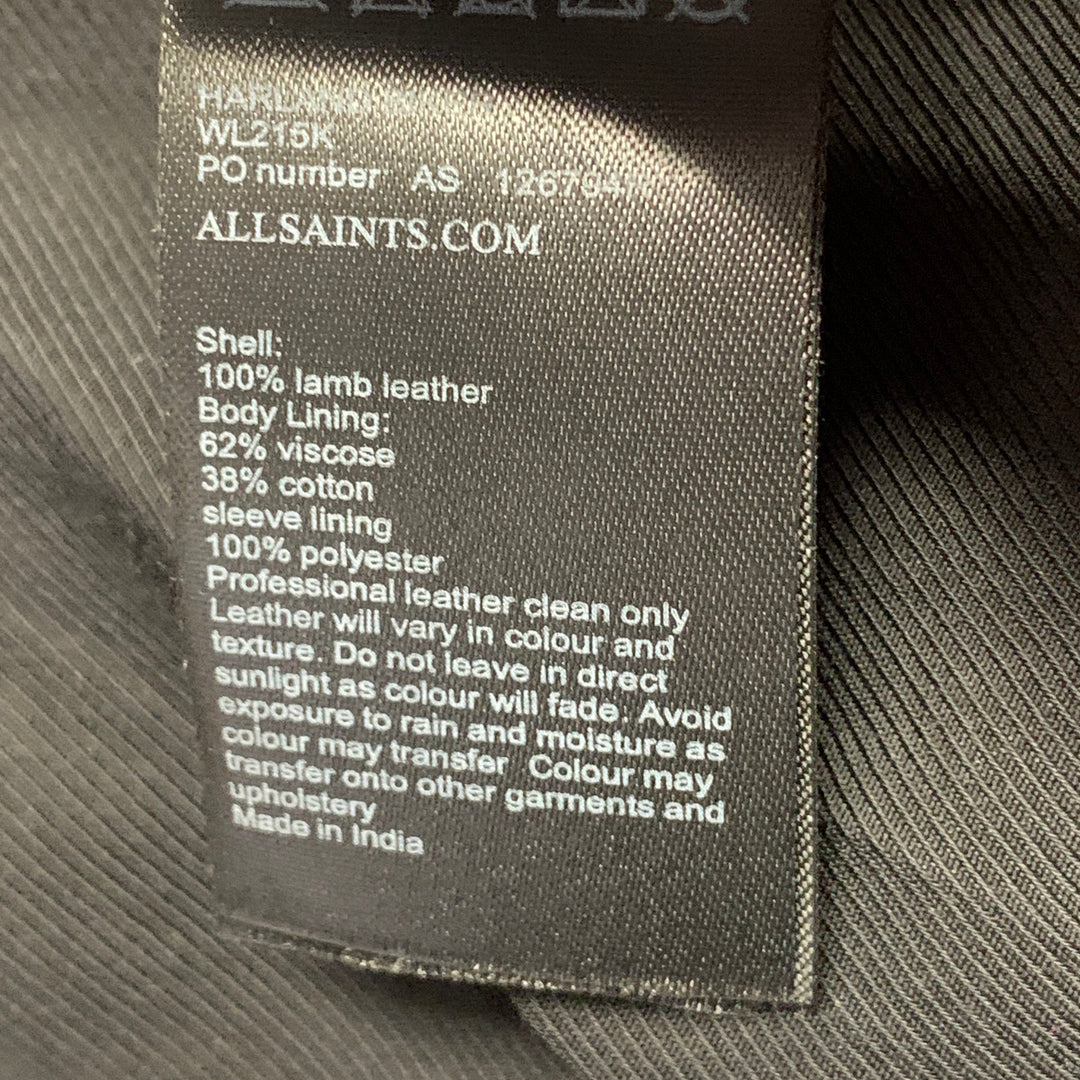 WL215K
PO number AS
ALLSAINTS.COM
Shell:
100% lamb leather
Body Lining:
62% viscose
38% cotton
sleeve lining
100% polyester
Professional leather clean only
Leather will vary in colour and
texture. Do not leave in direct
sunlight as colour will fade. Avoid
exposure to rain and moisture as
colour may transfer Colour may
transfer onto other garments and
upholstery
Made in India